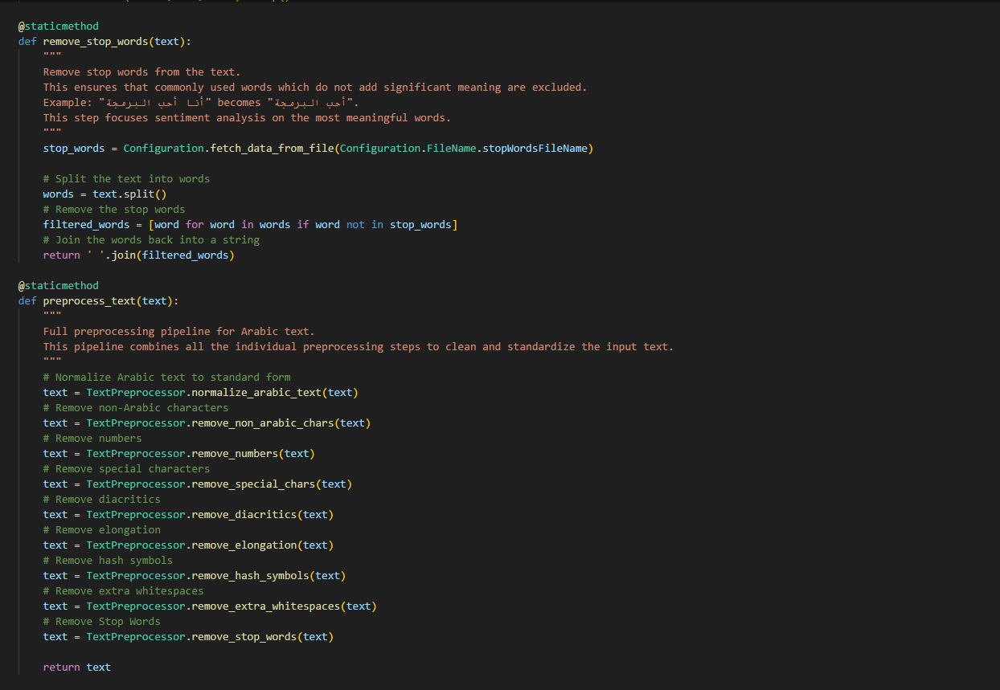 @staticmethod
def remove_stop_words(text):
    """
    Remove stop words from the text.
    This ensures that commonly used words which do not add significant meaning are excluded.
    Example: "أنا أحب البرمجة" becomes "أحب البرمجة".
    This step focuses sentiment analysis on the most meaningful words.
    """
    stop_words = Configuration.fetch_data_from_file(Configuration.FileName.stopWordsFileName)

    # Split the text into words
    words = text.split()
    # Remove the stop words
    filtered_words = [word for word in words if word not in stop_words]
    # Join the words back into a string
    return ' '.join(filtered_words)

@staticmethod
def preprocess_text(text):
    """
    Full preprocessing pipeline for Arabic text.
    This pipeline combines all the individual preprocessing steps to clean and standardize the input text.
    """
    # Normalize Arabic text to standard form
    text = TextPreprocessor.normalize_arabic_text(text)
    # Remove non-Arabic characters
    text = TextPreprocessor.remove_non_arabic_chars(text)
    # Remove numbers
    text = TextPreprocessor.remove_numbers(text)
    # Remove special characters
    text = TextPreprocessor.remove_special_chars(text)
    # Remove diacritics
    text = TextPreprocessor.remove_diacritics(text)
    # Remove elongation
    text = TextPreprocessor.remove_elongation(text)
    # Remove hash symbols
    text = TextPreprocessor.remove_hash_symbols(text)
    # Remove extra whitespaces
    text = TextPreprocessor.remove_extra_whitespaces(text)
    # Remove Stop Words
    text = TextPreprocessor.remove_stop_words(text)

    return text